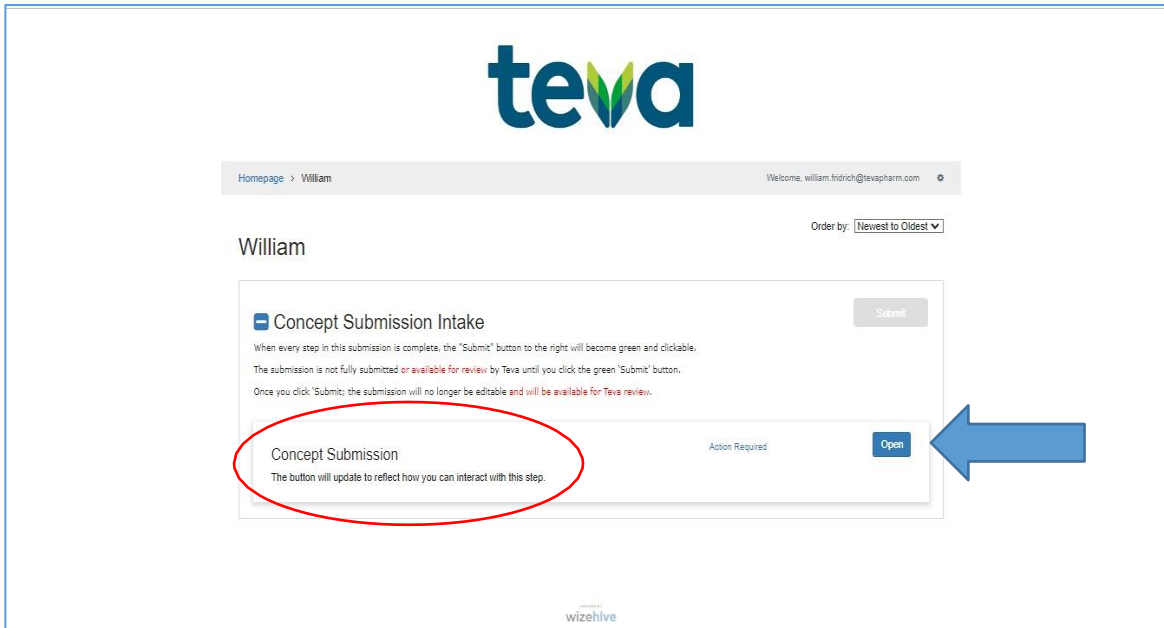 teva
Homepage > William
Welcome, william.fridrich@tevapharm.com
Order by: Newest to Oldest
William
Concept Submission Intake
Submit
When every step in this submission is complete, the "Submit" button to the right will become green and clickable.
The submission is not fully submitted or available for review by Teva until you click the green 'Submit' button.
Once you click 'Submit; the submission will no longer be editable and will be available for Teva review.
Concept Submission
Action Required
Open
The button will update to reflect how you can interact with this step.
wizehive